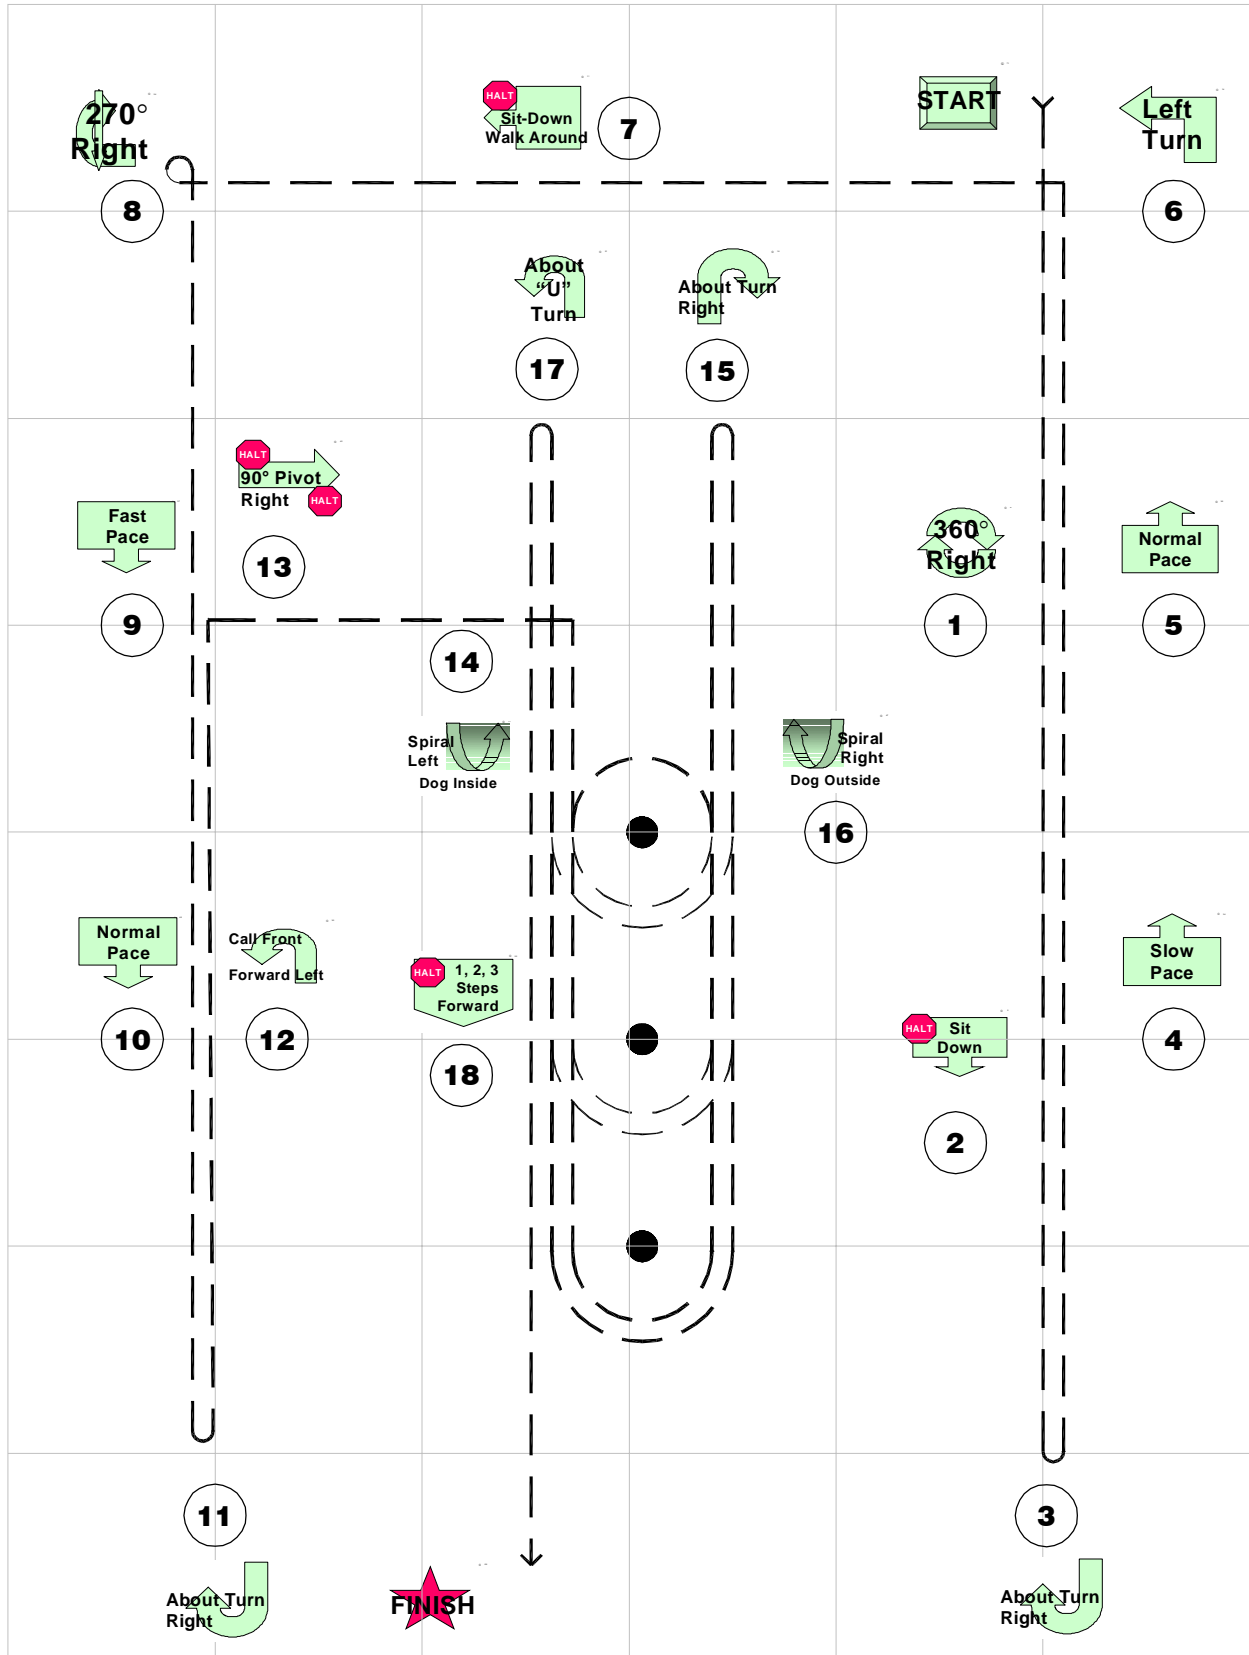 START
HALT
Sit-Down
Walk Around
7
270°
Right
8
Left
Turn
6
About
“U”
Turn
17
About Turn
Right
15
HALT
90° Pivot
Right
HALT
13
Fast
Pace
9
360°
Right
1
Normal
Pace
5
14
Spiral
Left
Dog Inside
Spiral
Right
Dog Outside
16
Normal
Pace
10
Call Front
Forward Left
12
HALT
1, 2, 3
Steps
Forward
18
HALT
Sit
Down
2
Slow
Pace
4
11
About Turn
Right
FINISH
3
About Turn
Right